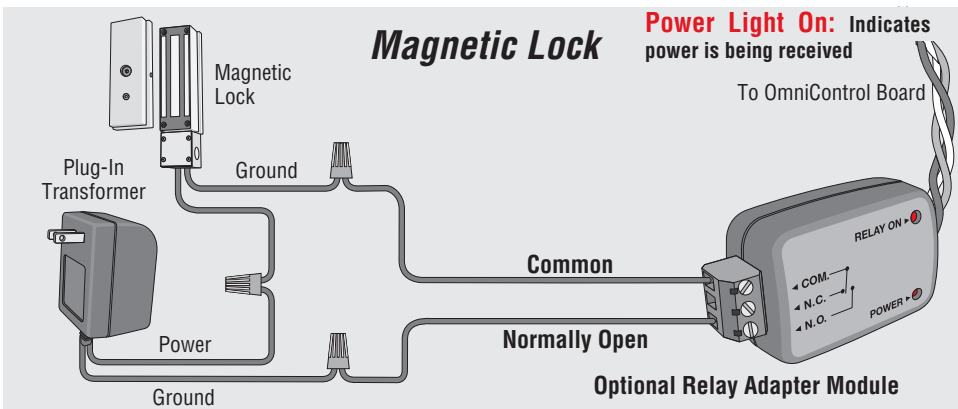 Magnetic Lock
Power Light On: Indicates
power is being received
To OmniControl Board
Magnetic
Lock
Plug-In
Transformer
Ground
Common
RELAY ON ►
◄ COM.
◄ N.C.
◄ N.O.
POWER ►
Normally Open
Power
Ground
Optional Relay Adapter Module